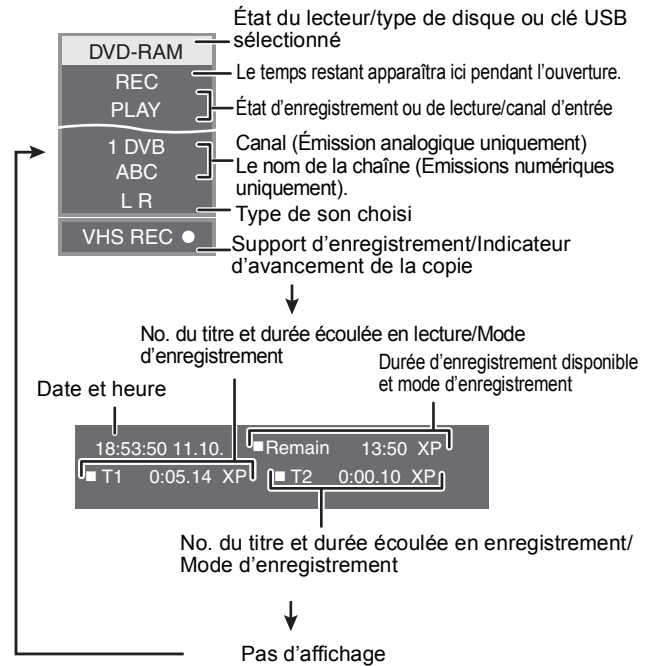 État du lecteur/type de disque ou clé USB
sélectionné
DVD-RAM
REC
Le temps restant apparaîtra ici pendant l'ouverture.
PLAY
État d'enregistrement ou de lecture/canal d'entrée
1 DVB
ABC
Canal (Émission analogique uniquement)
Le nom de la chaîne (Emissions numériques
uniquement).
L R
Type de son choisi
VHS REC ●
Support d'enregistrement/Indicateur
d'avancement de la copie
No. du titre et durée écoulée en lecture/Mode
d'enregistrement
Durée d'enregistrement disponible
et mode d'enregistrement
Date et heure
18:53:50 11.10. Remain 13:50 XP
T1 0:05.14 XP T2 0:00.10 XP
No. du titre et durée écoulée en enregistrement/
Mode d'enregistrement
Pas d'affichage